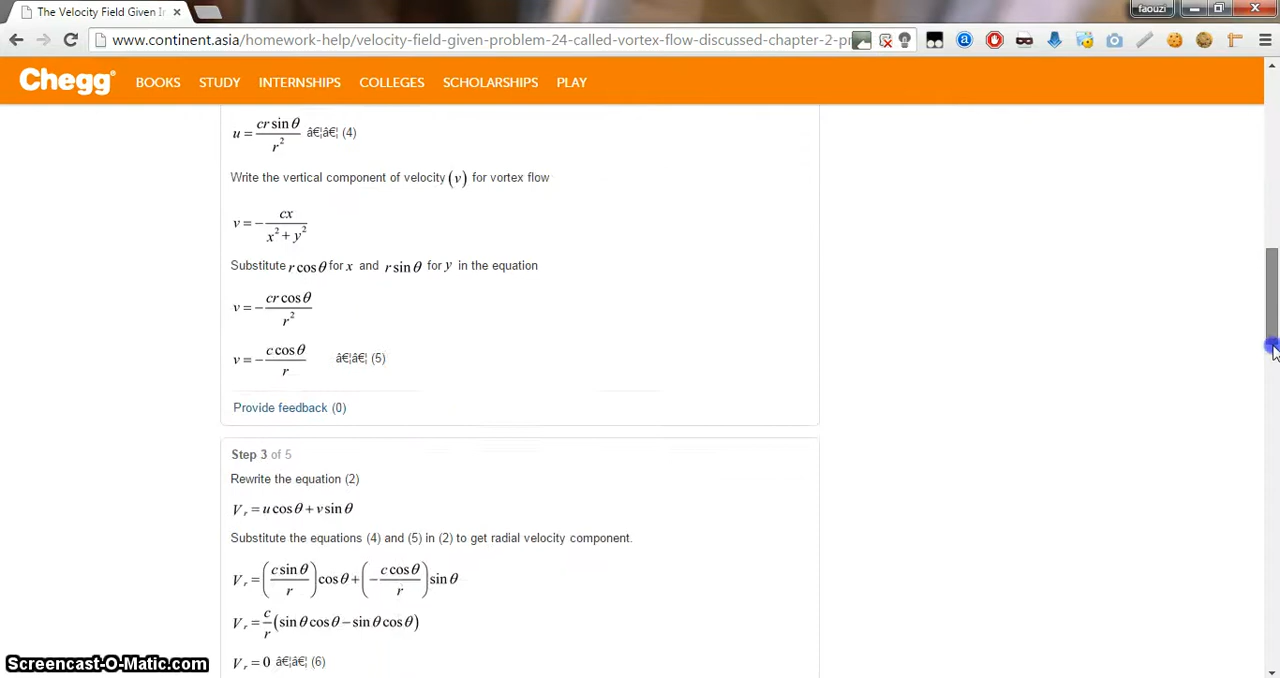 The Velocity Field Given In
faouzi
www.continent.asia/homework-help/velocity-field-given-problem-24-called-vortex-flow-discussed-chapter-2-pr
Chegg® BOOKS STUDY INTERNSHIPS COLLEGES SCHOLARSHIPS PLAY
u = cr sin θ / r² â€¦â€¦ (4)
Write the vertical component of velocity (v) for vortex flow
v = − cx / x² + y²
Substitute r cos θ for x and r sin θ for y in the equation
v = − cr cos θ / r²
v = − c cos θ / r â€¦â€¦ (5)
Provide feedback (0)
Step 3 of 5
Rewrite the equation (2)
V_r = u cos θ + v sin θ
Substitute the equations (4) and (5) in (2) to get radial velocity component.
V_r = (c sin θ / r) cos θ + (− c cos θ / r) sin θ
V_r = c / r (sin θ cos θ − sin θ cos θ)
V_r = 0 â€¦â€¦ (6)
Screencast-O-Matic.com